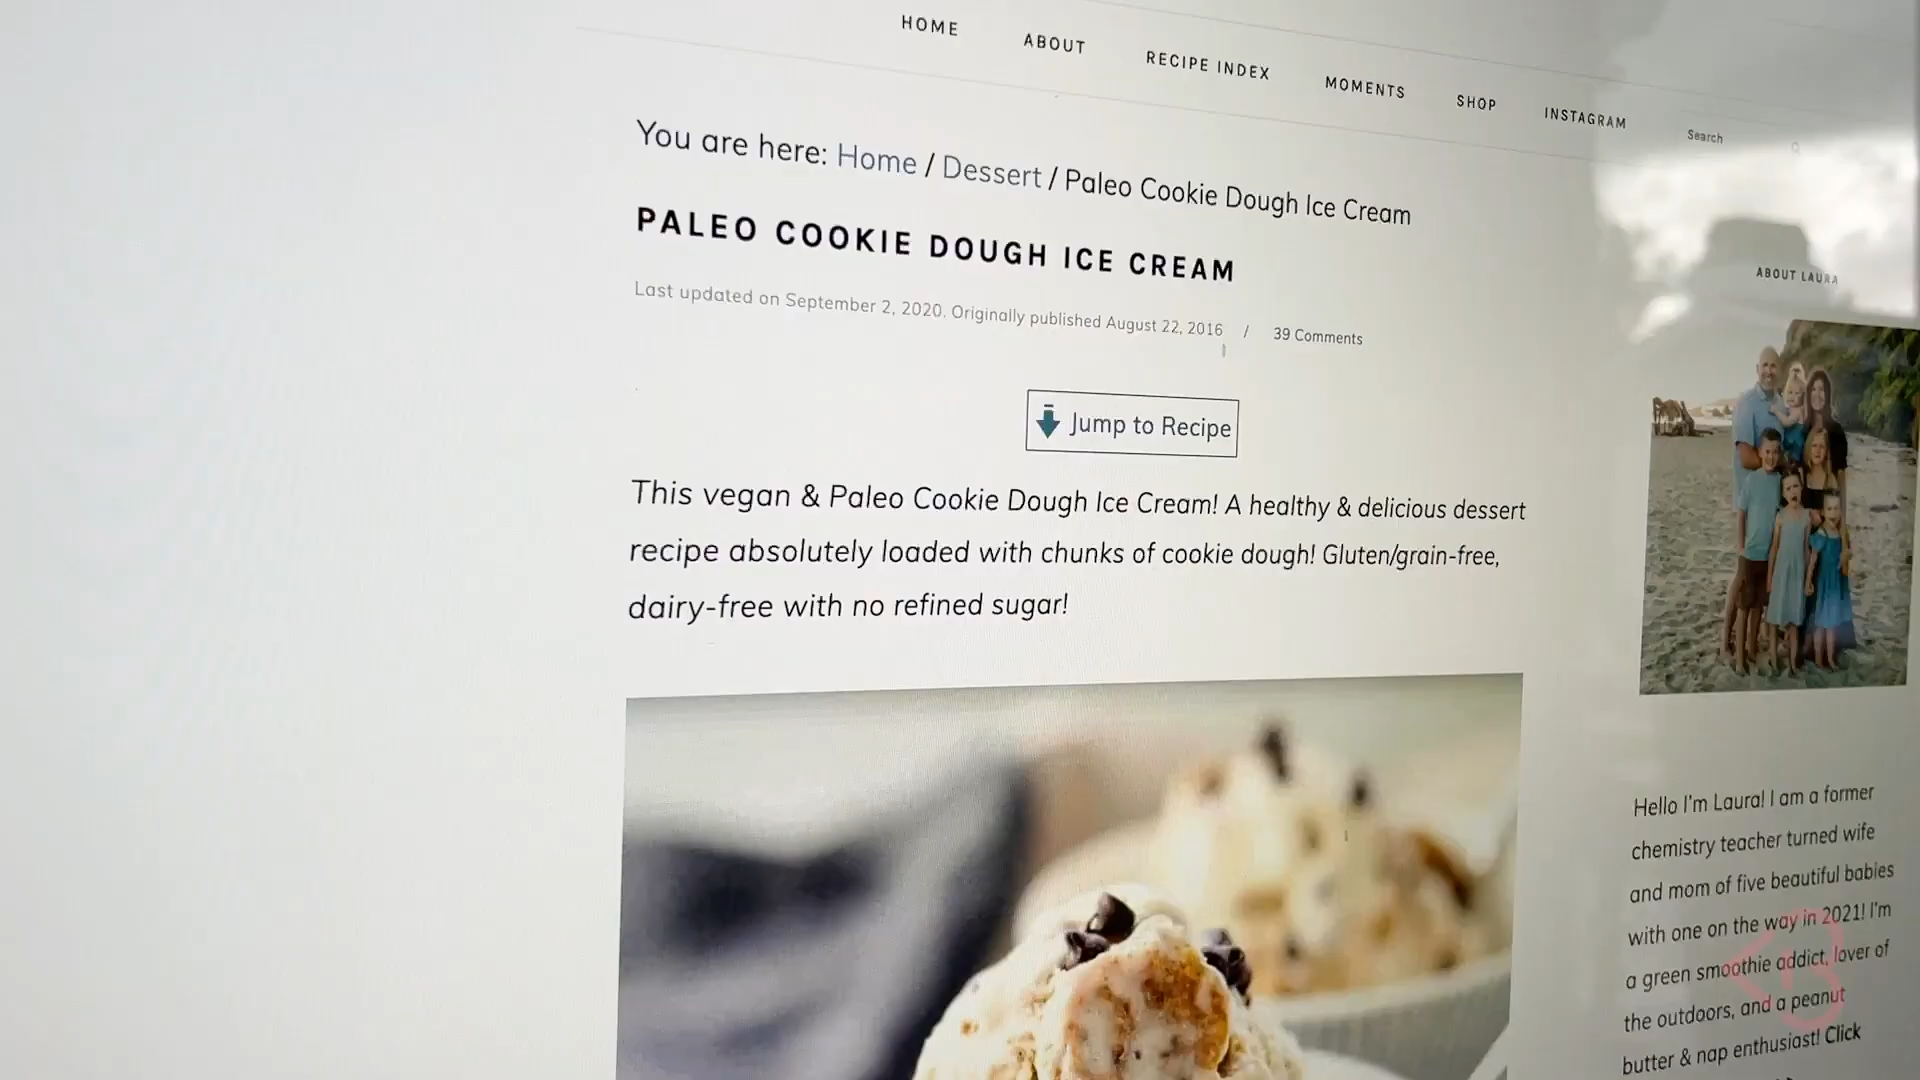 HOME ABOUT RECIPE INDEX MOMENTS SHOP INSTAGRAM Search
You are here: Home / Dessert / Paleo Cookie Dough Ice Cream
PALEO COOKIE DOUGH ICE CREAM
Last updated on September 2, 2020. Originally published August 22, 2016 / 39 Comments
Jump to Recipe
This vegan & Paleo Cookie Dough Ice Cream! A healthy & delicious dessert
recipe absolutely loaded with chunks of cookie dough! Gluten/grain-free,
dairy-free with no refined sugar!
ABOUT LAURA
Hello I'm Laura! I am a former
chemistry teacher turned wife
and mom of five beautiful babies
with one on the way in 2021! I'm
a green smoothie addict, lover of
the outdoors, and a peanut
butter & nap enthusiast! Click